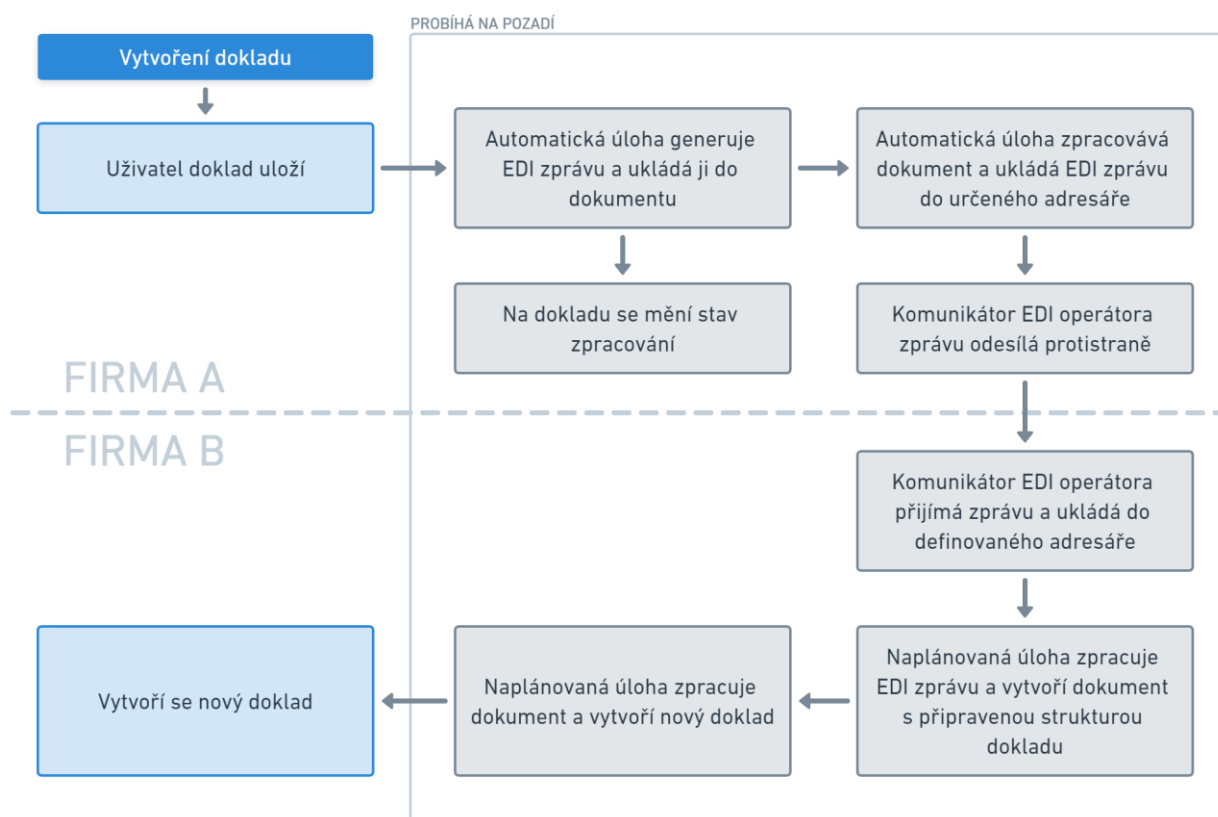 PROBÍHÁ NA POZADÍ
Vytvoření dokladu
Uživatel doklad uloží
Automatická úloha generuje
EDI zprávu a ukládá ji do
dokumentu
Automatická úloha zpracovává
dokument a ukládá EDI zprávu
do určeného adresáře
Na dokladu se mění stav
zpracování
Komunikátor EDI operátora
zprávu odesílá protistraně
FIRMA A
FIRMA B
Komunikátor EDI operátora
přijímá zprávu a ukládá do
definovaného adresáře
Naplánovaná úloha zpracuje
EDI zprávu a vytvoří dokument
s připravenou strukturou
dokladu
Naplánovaná úloha zpracuje
dokument a vytvoří nový doklad
Vytvoří se nový doklad